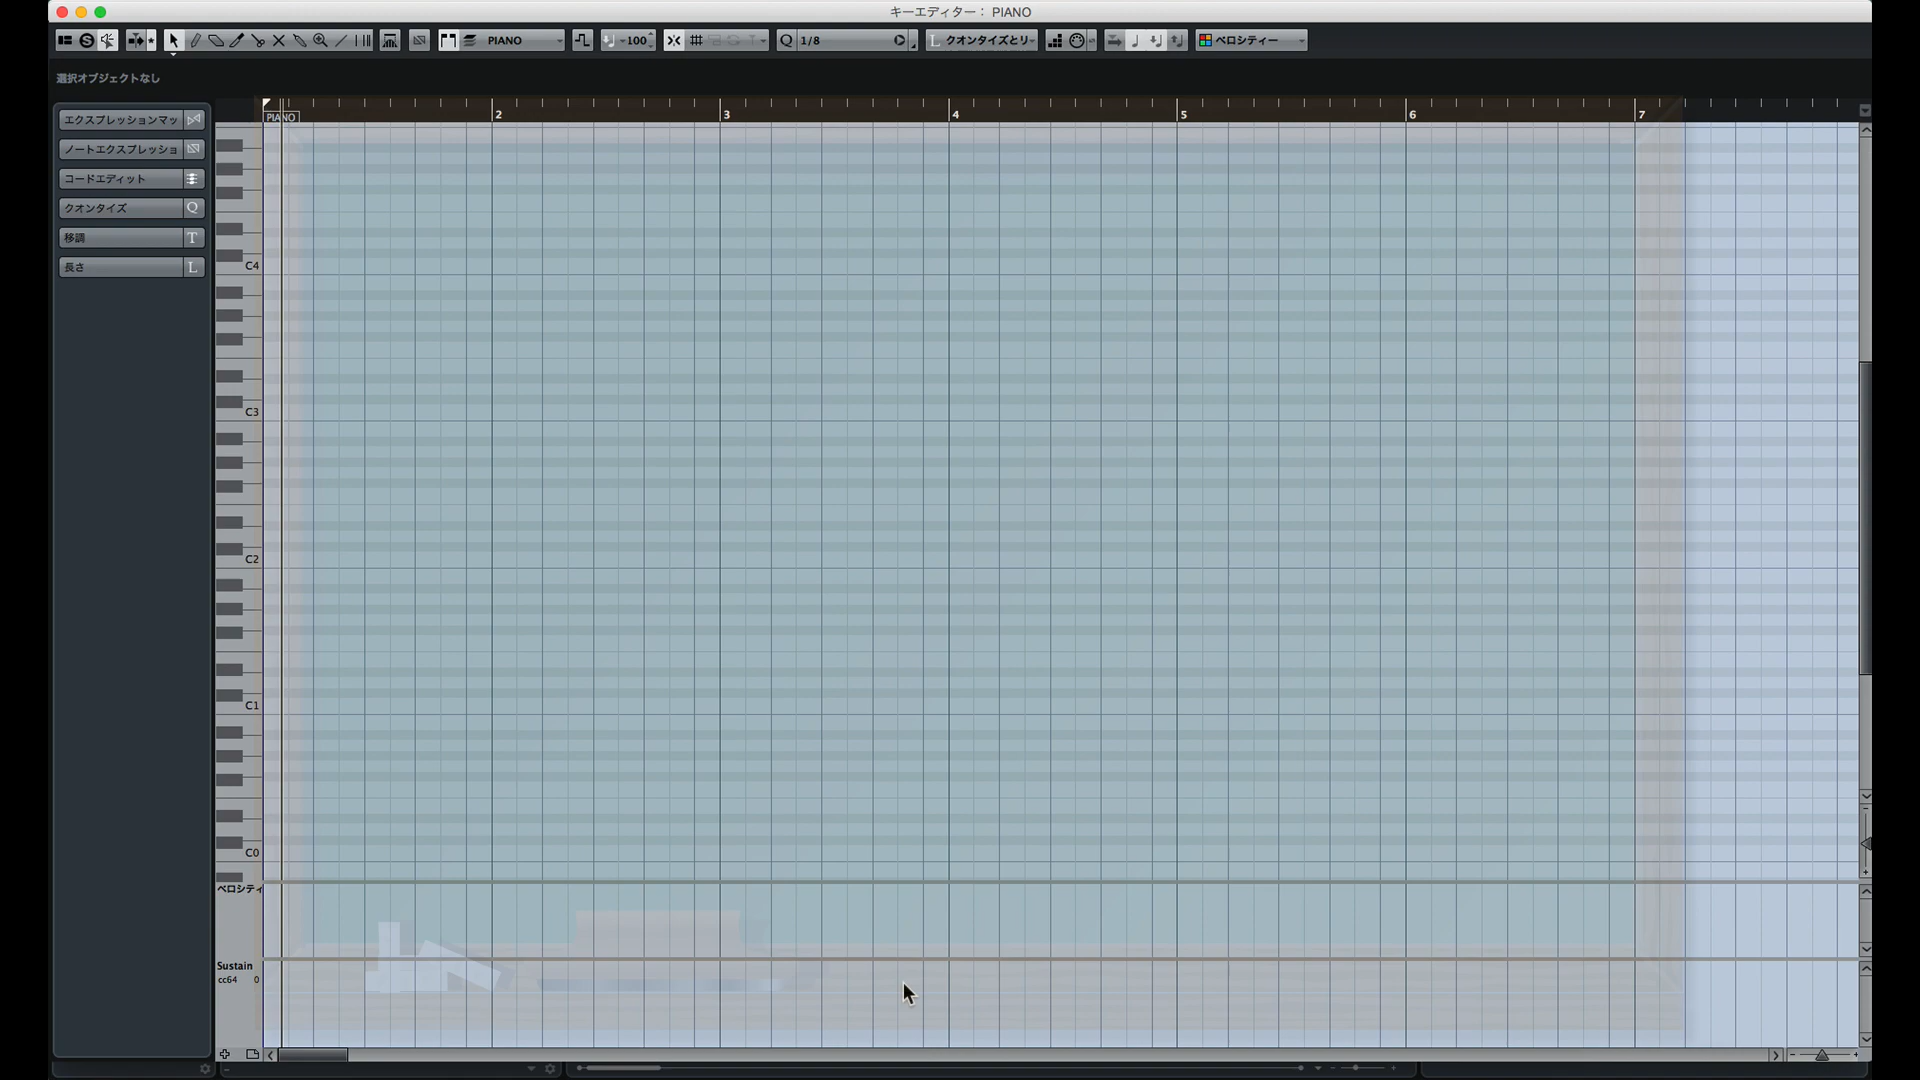 キーエディター： PIANO
PIANO
100
1/8
クオンタイズとリ
ベロシティー
選択オブジェクトなし
エクスプレッションマッ
ノートエクスプレッショ
コードエディット
クオンタイズ Q
移調 T
長さ L
PIANO
2
3
4
5
6
7
C4
C3
C2
C1
C0
ベロシティ
Sustain
cc64 0